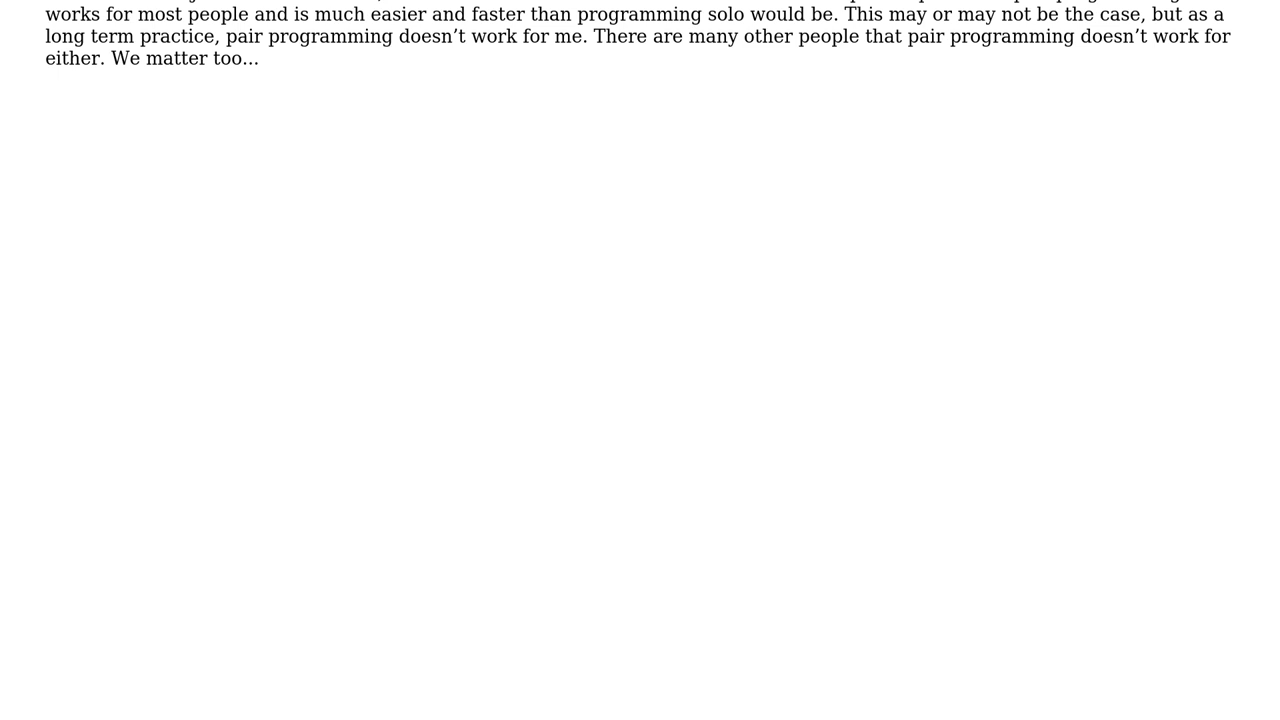 works for most people and is much easier and faster than programming solo would be. This may or may not be the case, but as a
long term practice, pair programming doesn’t work for me. There are many other people that pair programming doesn’t work for
either. We matter too…